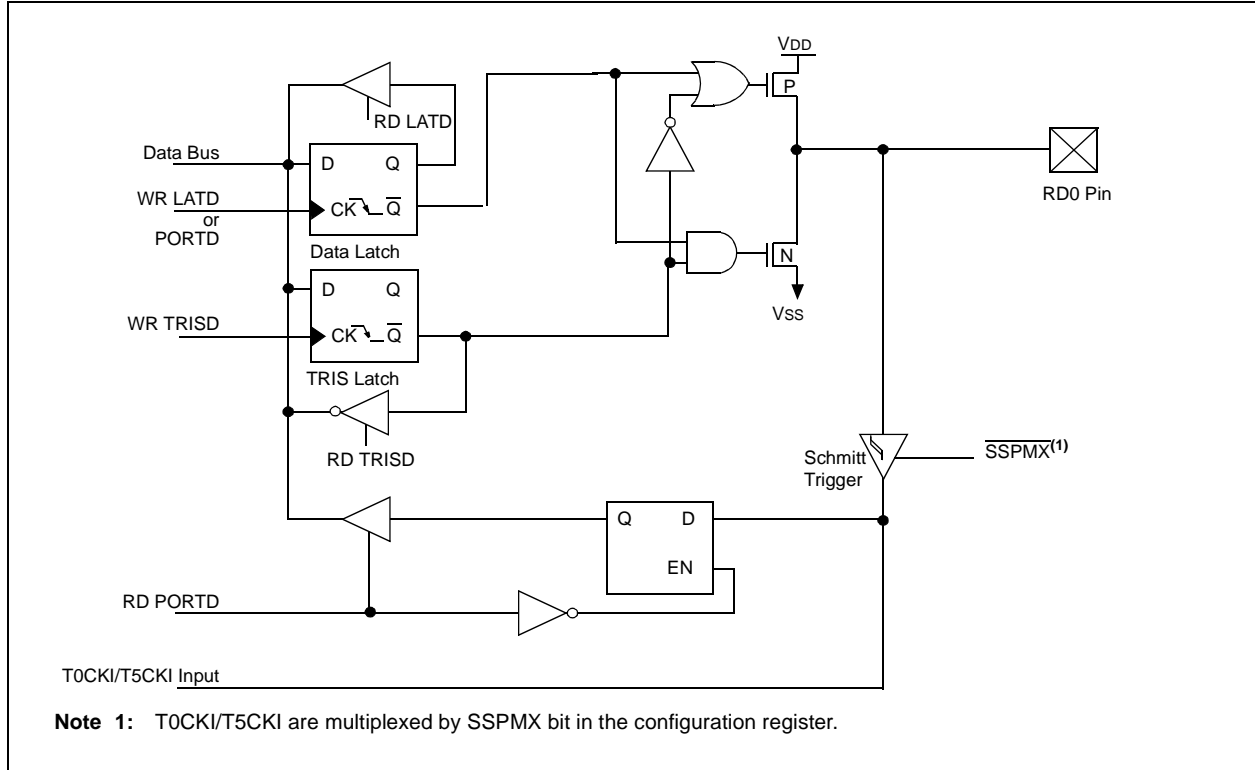 VDD
P
RD LATD
Data Bus
D Q
RD0 Pin
WR LATD
or
PORTD
CK Q
Data Latch
N
D Q
VSS
WR TRISD
CK Q
TRIS Latch
RD TRISD
Schmitt
Trigger
SSPMX(1)
Q D
EN
RD PORTD
T0CKI/T5CKI Input
Note 1: T0CKI/T5CKI are multiplexed by SSPMX bit in the configuration register.